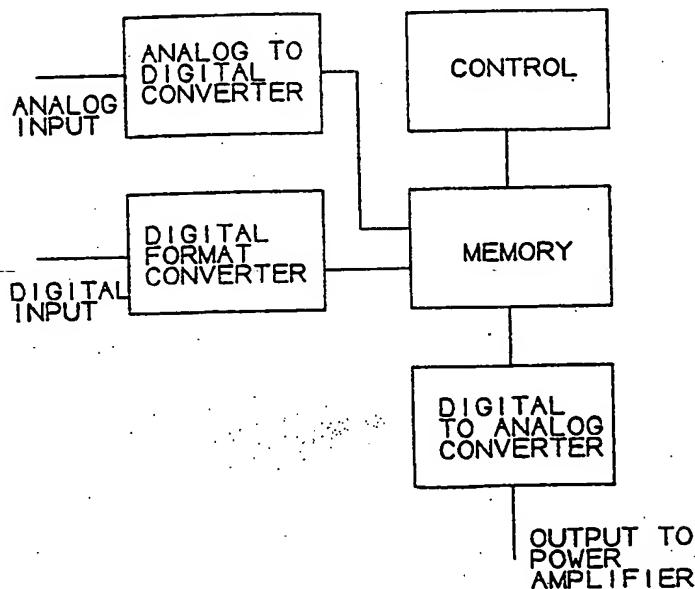 ANALOG TO
DIGITAL
CONVERTER
CONTROL
ANALOG
INPUT
DIGITAL
FORMAT
CONVERTER
MEMORY
DIGITAL
INPUT
DIGITAL
TO ANALOG
CONVERTER
OUTPUT TO
POWER
AMPLIFIER